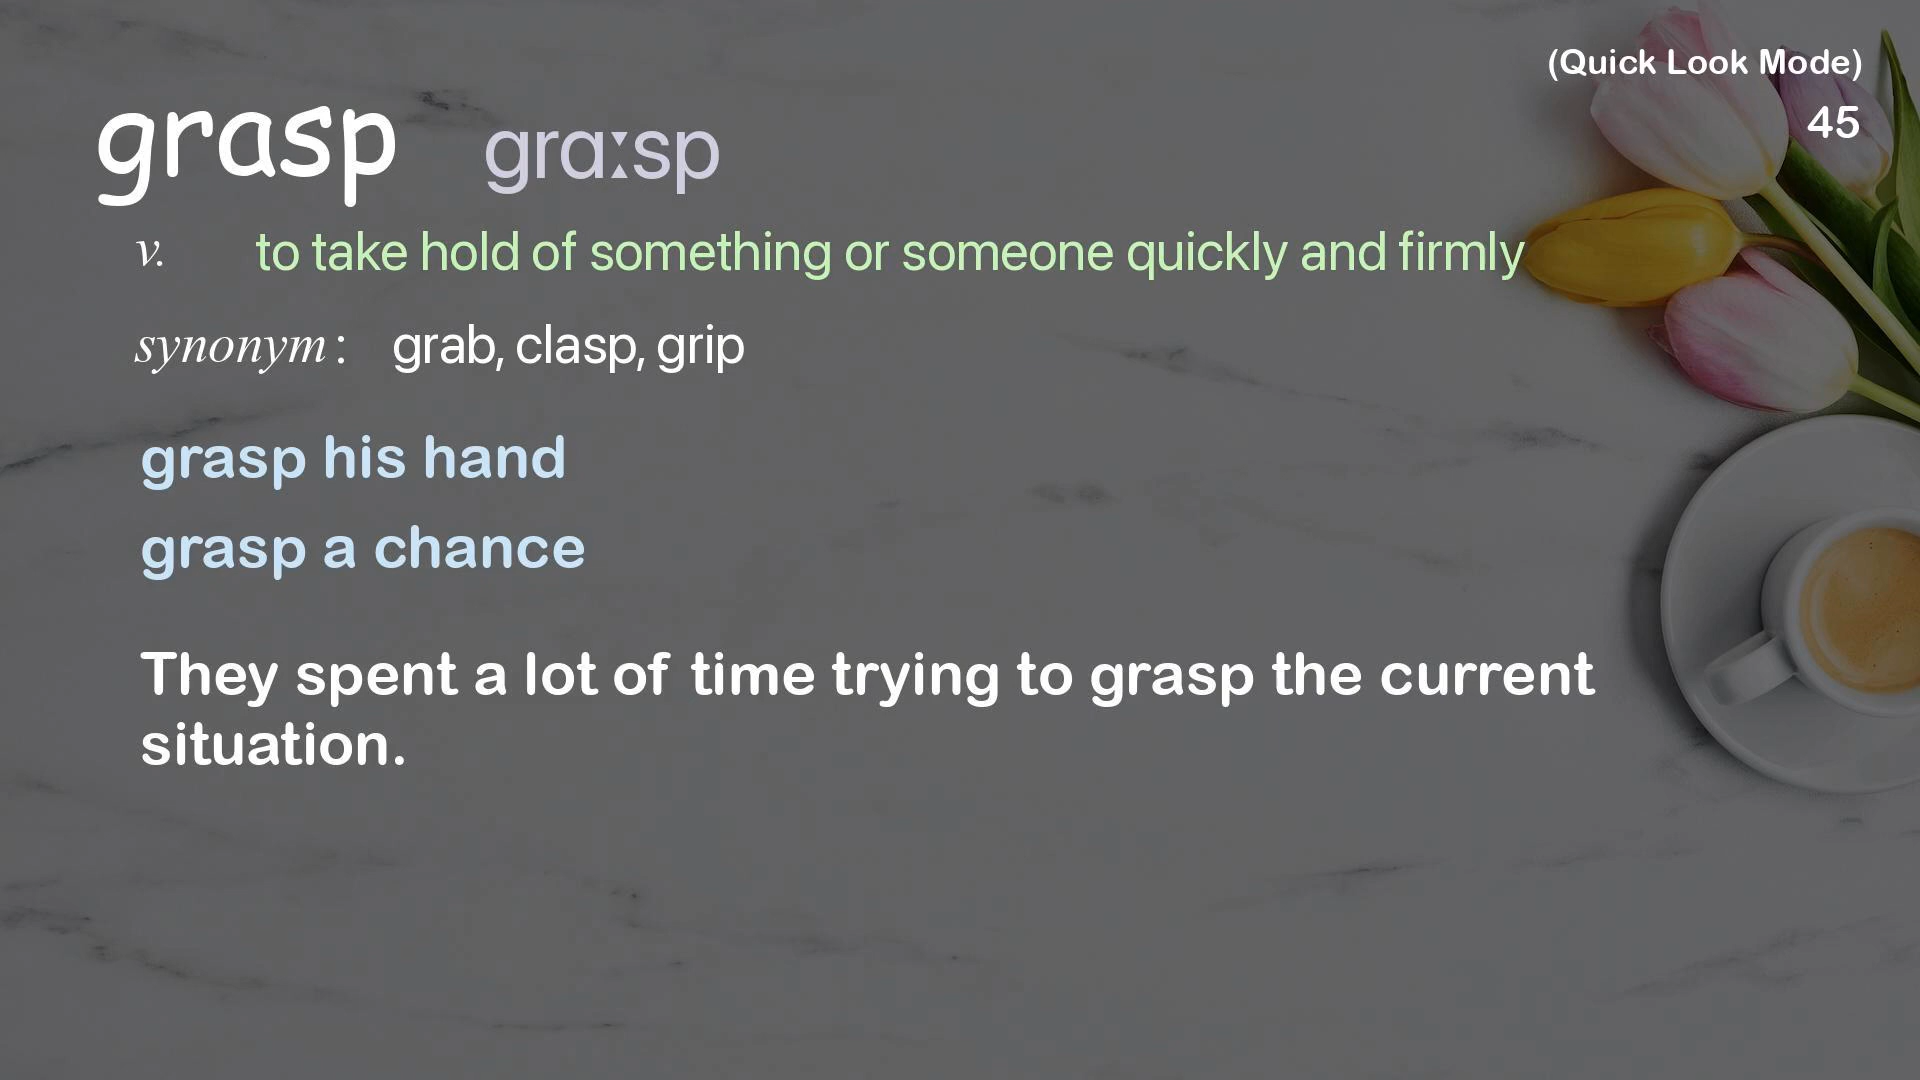 (Quick Look Mode)
45
grasp grɑːsp
v. to take hold of something or someone quickly and firmly
synonym: grab, clasp, grip
grasp his hand
grasp a chance
They spent a lot of time trying to grasp the current
situation.